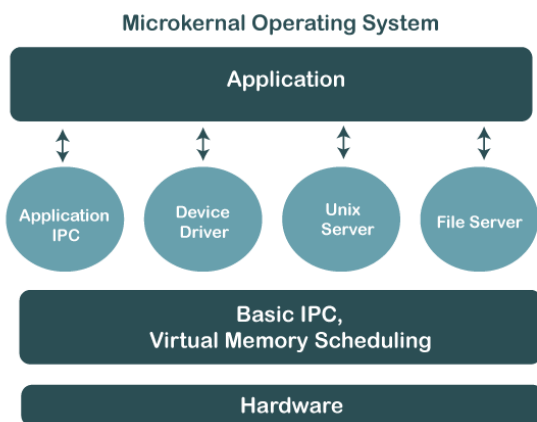 Microkernal Operating System
Application
Application
IPC
Device
Driver
Unix
Server
File Server
Basic IPC,
Virtual Memory Scheduling
Hardware